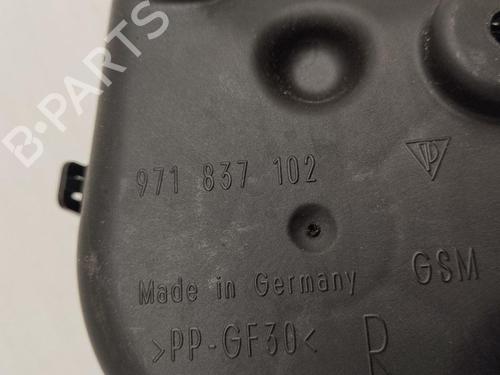 B-PARTS
971 837 102
GSM
Made in Germany
>PP-GF30<
R